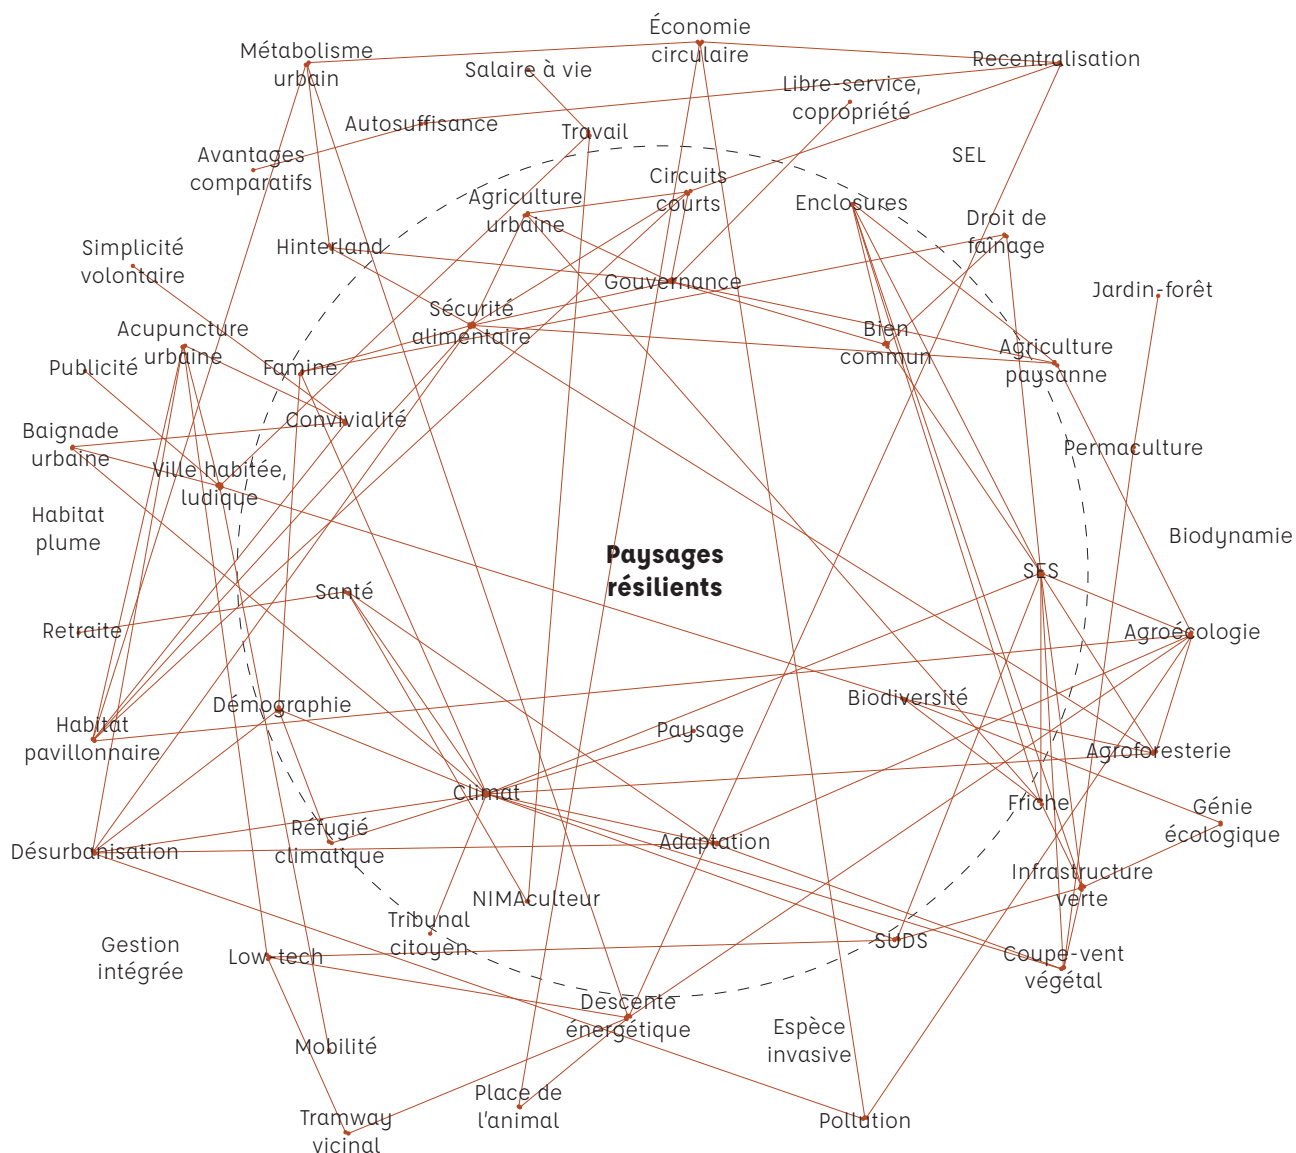 Économie
circulaire
Métabolisme
urbain
Recentralisation
Salaire à vie
Libre-service,
copropriété
Autosuffisance
Travail
Avantages
comparatifs
SEL
Circuits
courts
Agriculture
urbaine
Enclosures
Droit de
fainage
Simplicité
volontaire
Hinterland
Gouvernance
Jardin-forêt
Sécurité
alimentaire
Acupuncture
urbaine
Bien
commun
Agriculture
paysanne
Publicité
Famine
Convivialité
Baignade
urbaine
Permaculture
Ville habitée,
ludique
Habitat
plume
Biodynamie
Paysages
résilients
SES
Santé
Retraite
Agroécologie
Biodiversité
Démographie
Habitat
pavillonnaire
Paysage
Agroforesterie
Climat
Friche
Génie
écologique
Réfugié
climatique
Adaptation
Désurbanisation
Infrastructure
verte
NIMAculteur
Tribunal
citoyen
SUDS
Gestion
intégrée
Low-tech
Coupe-vent
végétal
Descente
énergétique
Espèce
invasive
Mobilité
Place de
l'animal
Tramway
vicinal
Pollution